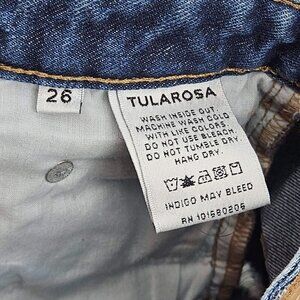 26
TULAROSA
WASH INSIDE OUT.
MACHINE WASH COLD
WITH LIKE COLORS
DO NOT USE BLEACH.
DO NOT TUMBLE DRY.
HANG DRY.
INDIGO MAY BLEED
RN 101680206